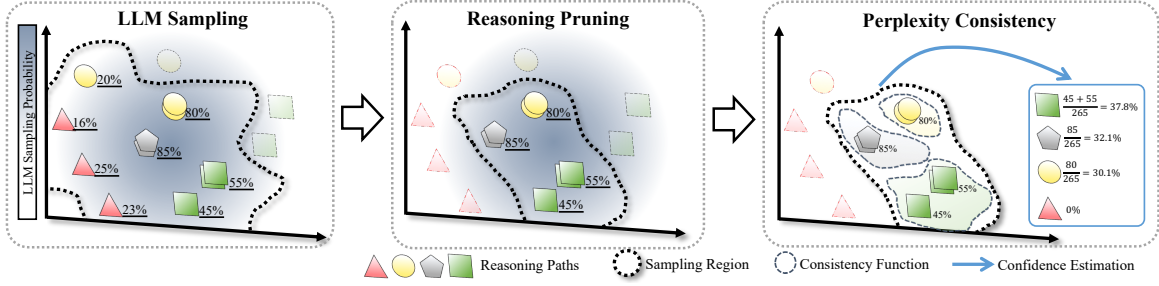 LLM Sampling
LLM Sampling Probability
20%
16%
80%
85%
25%
55%
23%
45%
Reasoning Pruning
80%
85%
55%
45%
Perplexity Consistency
80%
85%
55%
45%
45 + 55
265
= 37.8%
85
265
= 32.1%
80
265
= 30.1%
0%
Reasoning Paths
Sampling Region
Consistency Function
Confidence Estimation